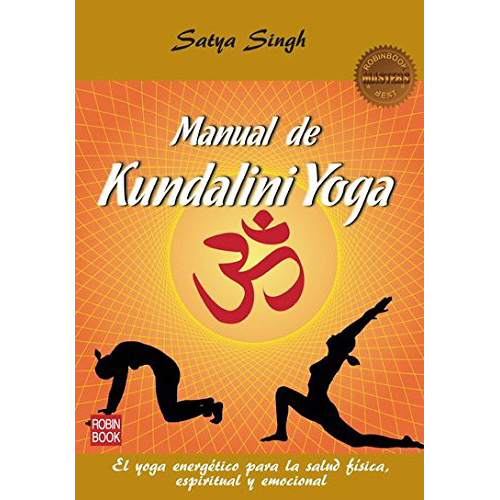 Satya Singh
ROBINBOOK
MASTERS
BEST
Manual de
Kundalini Yoga
ॐ
ROBIN
BOOK
El yoga energético para la salud física,
espiritual y emocional